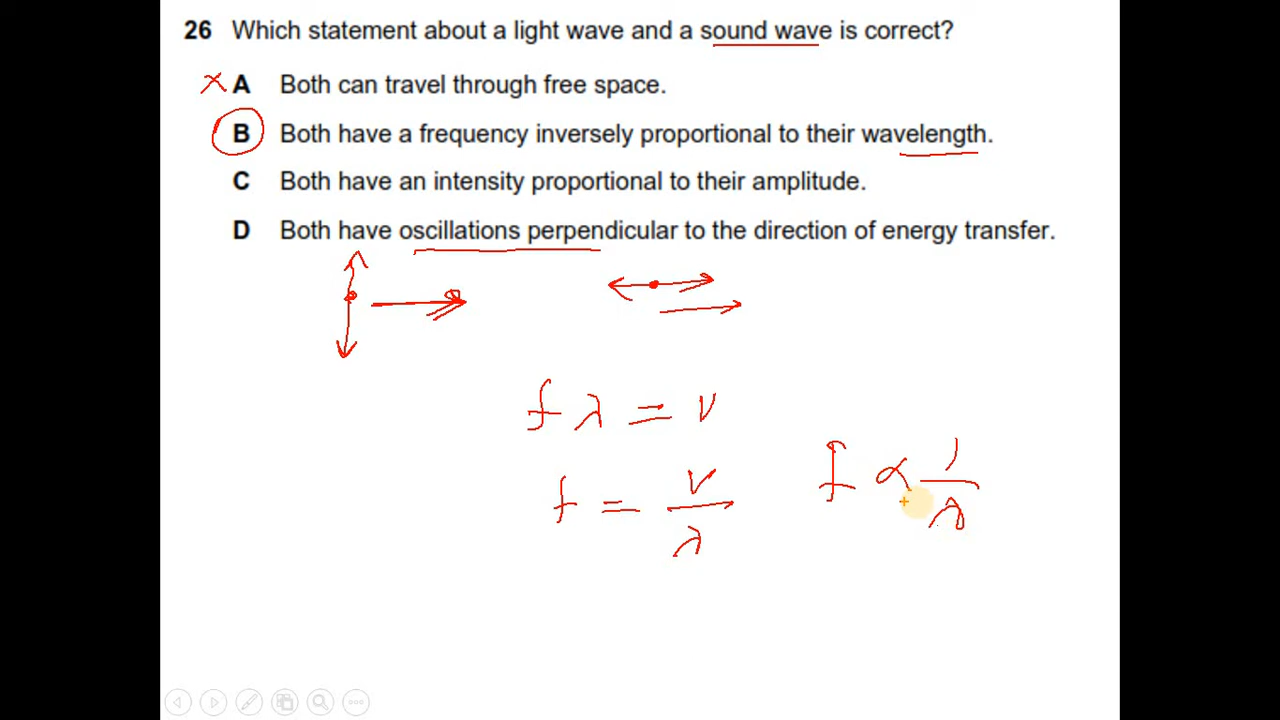 26 Which statement about a light wave and a sound wave is correct?
x A Both can travel through free space.
B Both have a frequency inversely proportional to their wavelength.
C Both have an intensity proportional to their amplitude.
D Both have oscillations perpendicular to the direction of energy transfer.
f λ = v
f = v/λ
f ∝ 1/λ